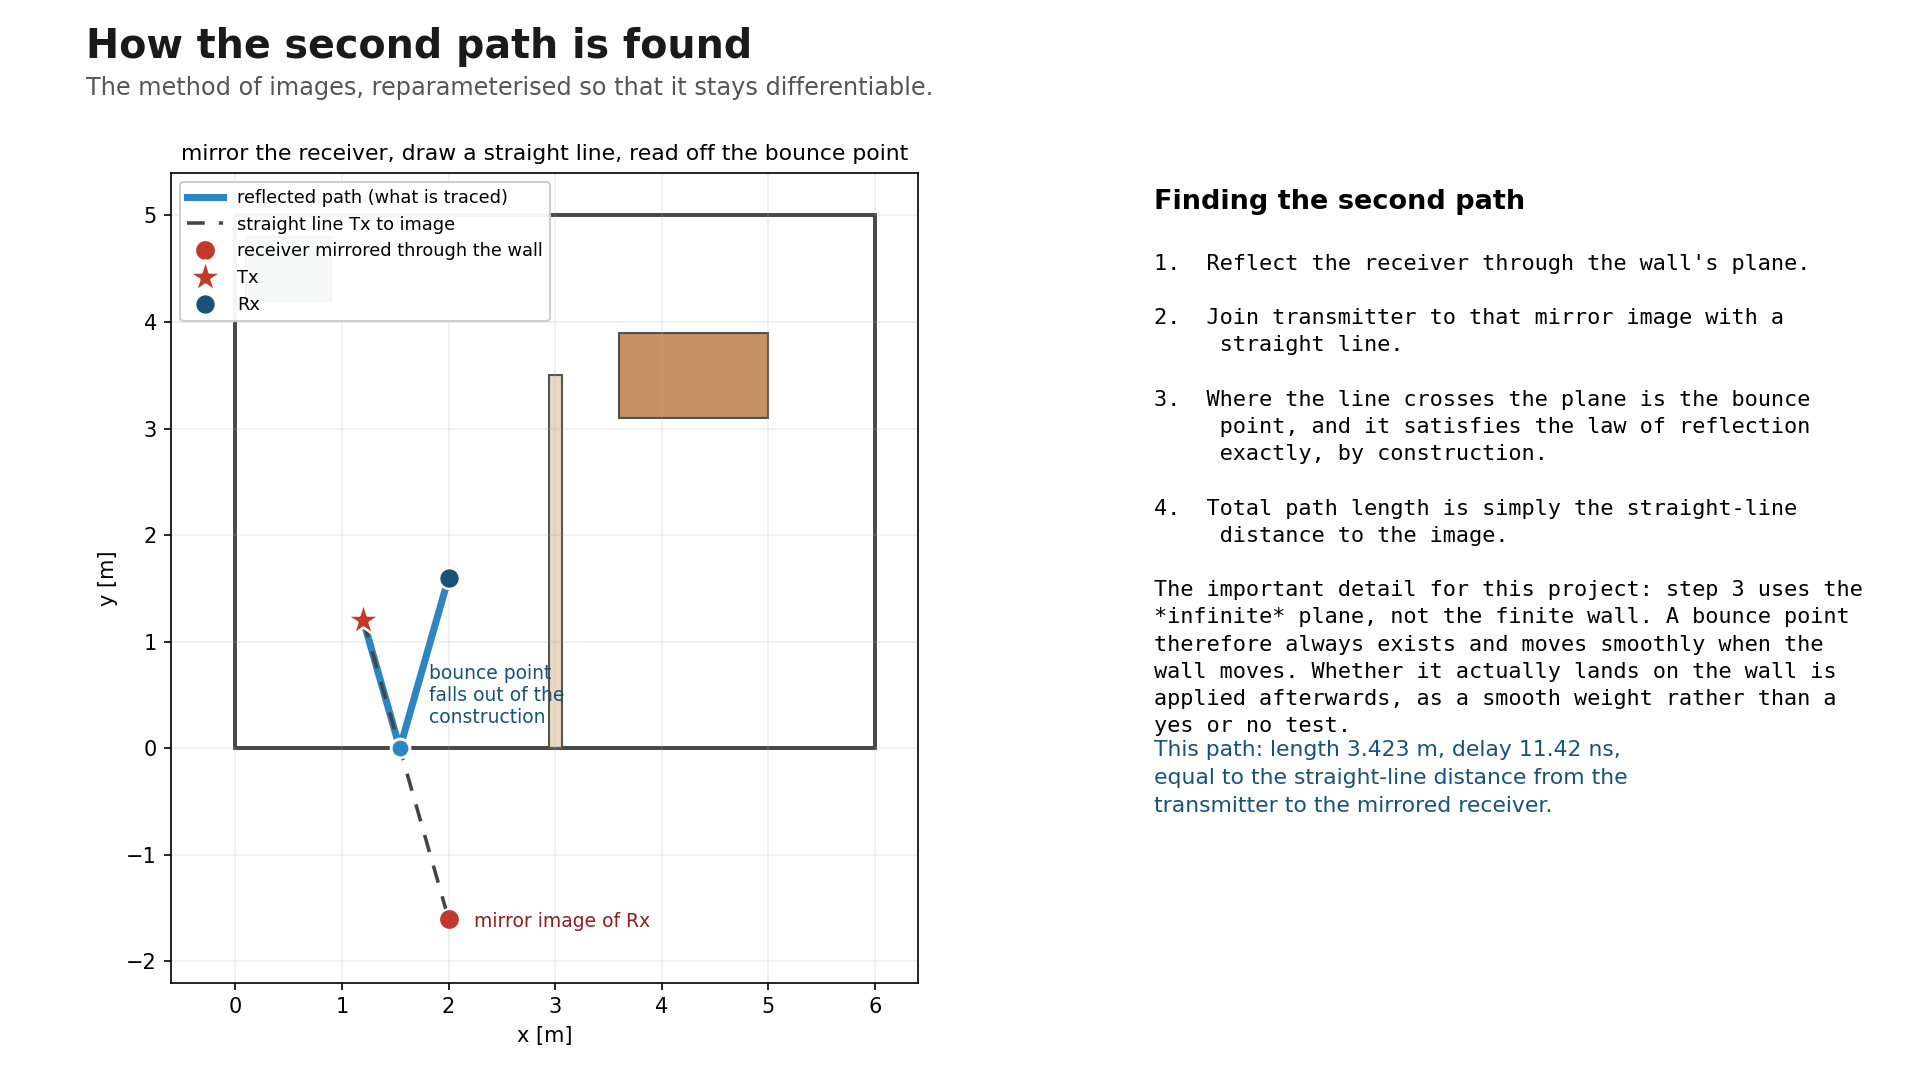 How the second path is found
The method of images, reparameterised so that it stays differentiable.
mirror the receiver, draw a straight line, read off the bounce point
reflected path (what is traced)
straight line Tx to image
receiver mirrored through the wall
Tx
Rx
5
4
3
2
1
0
−1
−2
y [m]
bounce point
falls out of the
construction
mirror image of Rx
0 1 2 3 4 5 6
x [m]
Finding the second path
1. Reflect the receiver through the wall's plane.
2. Join transmitter to that mirror image with a
straight line.
3. Where the line crosses the plane is the bounce
point, and it satisfies the law of reflection
exactly, by construction.
4. Total path length is simply the straight-line
distance to the image.
The important detail for this project: step 3 uses the
*infinite* plane, not the finite wall. A bounce point
therefore always exists and moves smoothly when the
wall moves. Whether it actually lands on the wall is
applied afterwards, as a smooth weight rather than a
yes or no test.
This path: length 3.423 m, delay 11.42 ns,
equal to the straight-line distance from the
transmitter to the mirrored receiver.